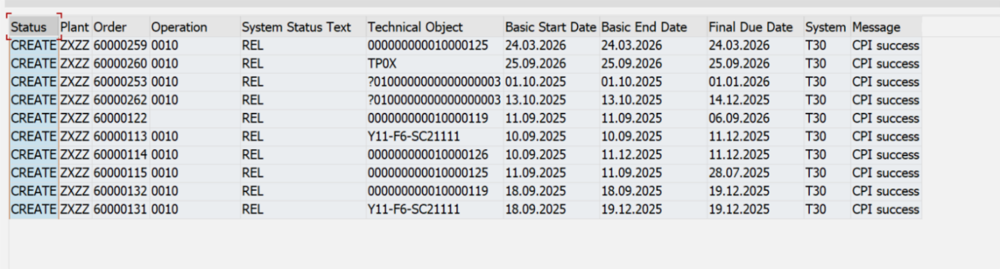 Status Plant Order Operation System Status Text Technical Object Basic Start Date Basic End Date Final Due Date System Message
CREATE ZXZZ 60000259 0010 REL 000000000010000125 24.03.2026 24.03.2026 24.03.2026 T30 CPI success
CREATE ZXZZ 60000260 0010 REL TP0X 25.09.2026 25.09.2026 25.09.2026 T30 CPI success
CREATE ZXZZ 60000253 0010 REL ?0100000000000000003 01.10.2025 01.10.2025 01.01.2026 T30 CPI success
CREATE ZXZZ 60000262 0010 REL ?0100000000000000003 13.10.2025 13.10.2025 14.12.2025 T30 CPI success
CREATE ZXZZ 60000122 REL 000000000010000119 11.09.2025 11.09.2025 06.09.2026 T30 CPI success
CREATE ZXZZ 60000113 0010 REL Y11-F6-SC21111 10.09.2025 10.09.2025 11.12.2025 T30 CPI success
CREATE ZXZZ 60000114 0010 REL 000000000010000126 10.09.2025 11.12.2025 11.12.2025 T30 CPI success
CREATE ZXZZ 60000115 0010 REL 000000000010000125 11.09.2025 11.09.2025 28.07.2025 T30 CPI success
CREATE ZXZZ 60000132 0010 REL 000000000010000119 18.09.2025 18.09.2025 19.12.2025 T30 CPI success
CREATE ZXZZ 60000131 0010 REL Y11-F6-SC21111 18.09.2025 19.12.2025 19.12.2025 T30 CPI success